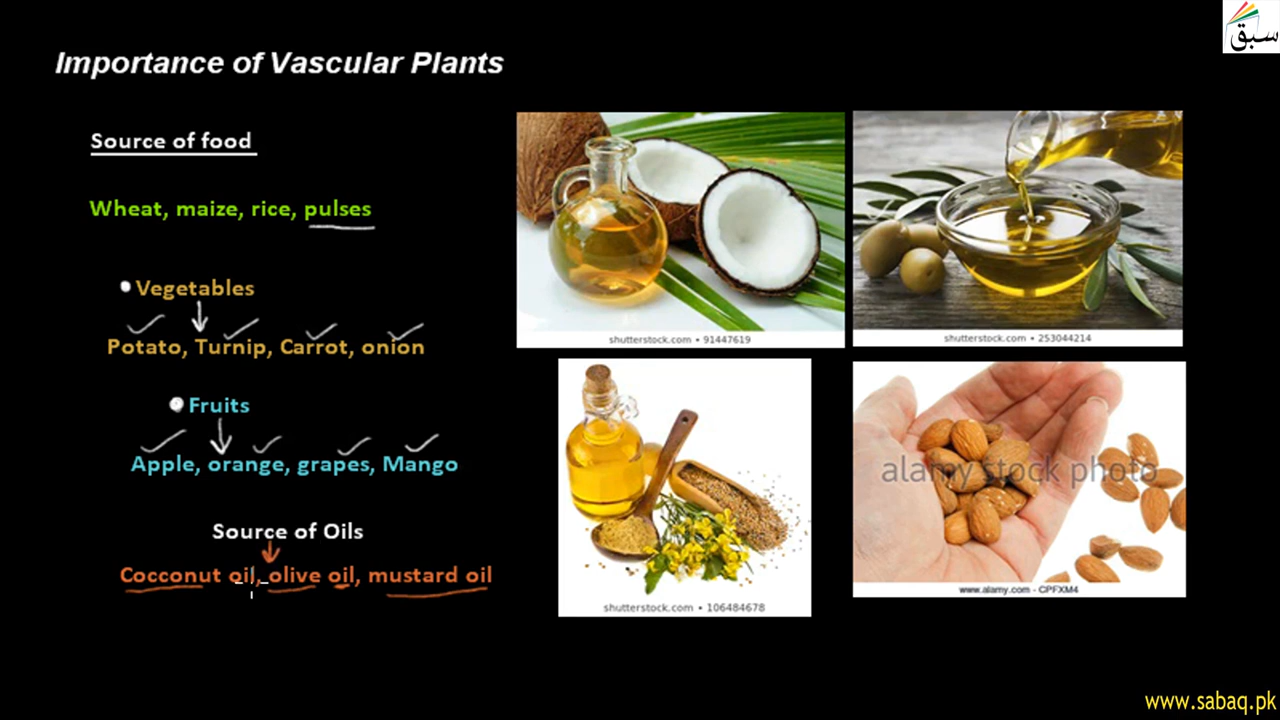 سبق
Importance of Vascular Plants
Source of food
Wheat, maize, rice, pulses
Vegetables
Potato, Turnip, Carrot, onion
Fruits
Apple, orange, grapes, Mango
Source of Oils
Cocconut oil, olive oil, mustard oil
shutterstock.com • 91447619
shutterstock.com • 253044214
shutterstock.com • 106484678
alamy stock photo
www.alamy.com - CPFXM4
www.sabaq.pk